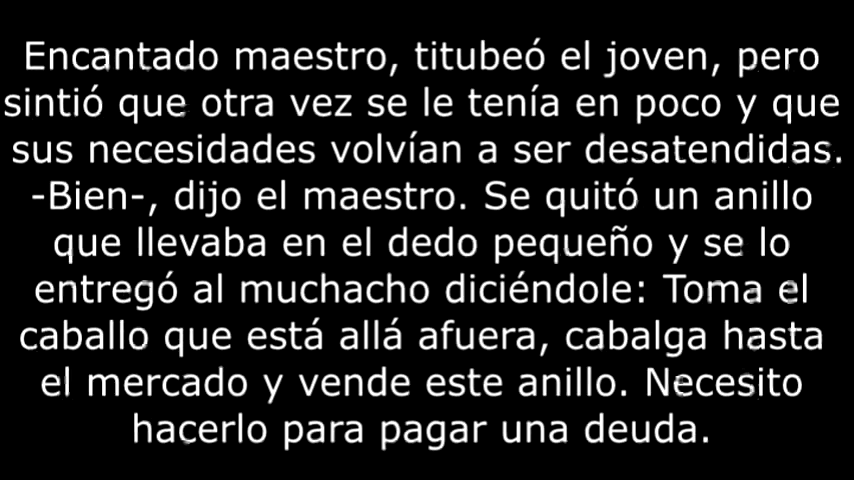 Encantado maestro, titubeó el joven, pero
sintió que otra vez se le tenía en poco y que
sus necesidades volvían a ser desatendidas.
-Bien-, dijo el maestro. Se quitó un anillo
que llevaba en el dedo pequeño y se lo
entregó al muchacho diciéndole: Toma el
caballo que está allá afuera, cabalga hasta
el mercado y vende este anillo. Necesito
hacerlo para pagar una deuda.